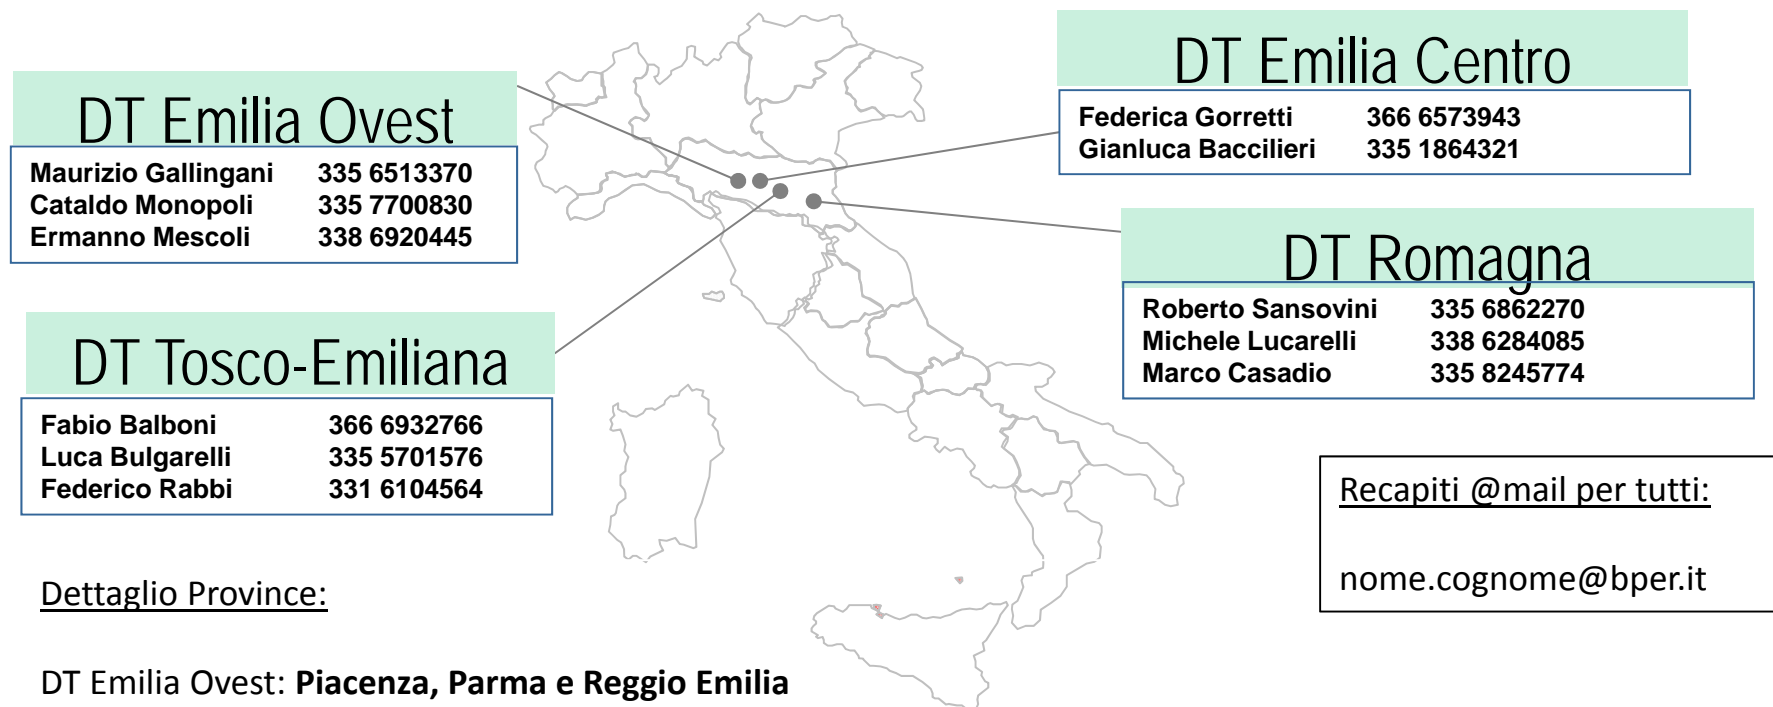 DT Emilia Ovest
Maurizio Gallingani 335 6513370
Cataldo Monopoli 335 7700830
Ermanno Mescoli 338 6920445
DT Emilia Centro
Federica Gorretti 366 6573943
Gianluca Baccilieri 335 1864321
DT Romagna
Roberto Sansovini 335 6862270
Michele Lucarelli 338 6284085
Marco Casadio 335 8245774
DT Tosco-Emiliana
Fabio Balboni 366 6932766
Luca Bulgarelli 335 5701576
Federico Rabbi 331 6104564
Recapiti @mail per tutti:
nome.cognome@bper.it
Dettaglio Province:
DT Emilia Ovest: Piacenza, Parma e Reggio Emilia